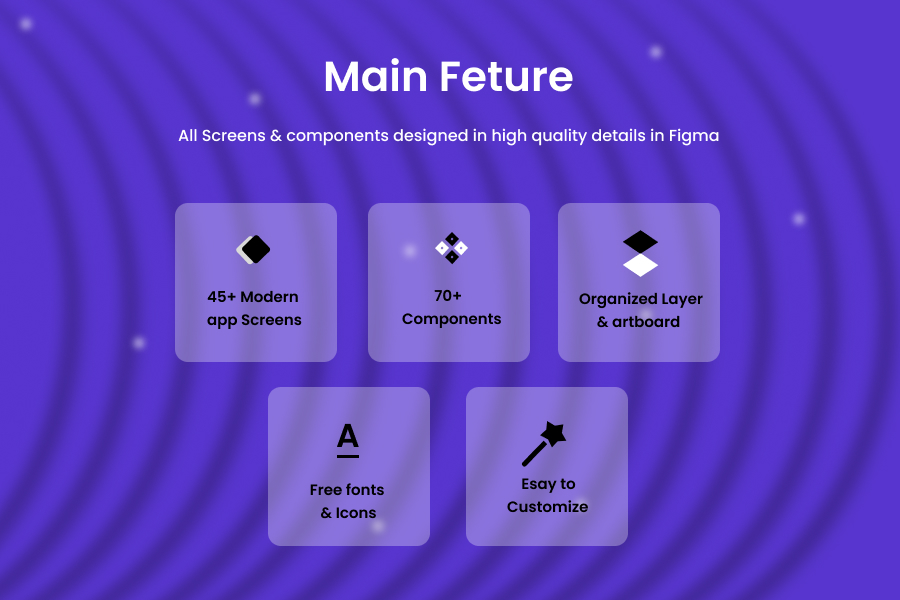 Main Feture
All Screens & components designed in high quality details in Figma
45+ Modern
app Screens
70+
Components
Organized Layer
& artboard
A
Free fonts
& Icons
Esay to
Customize